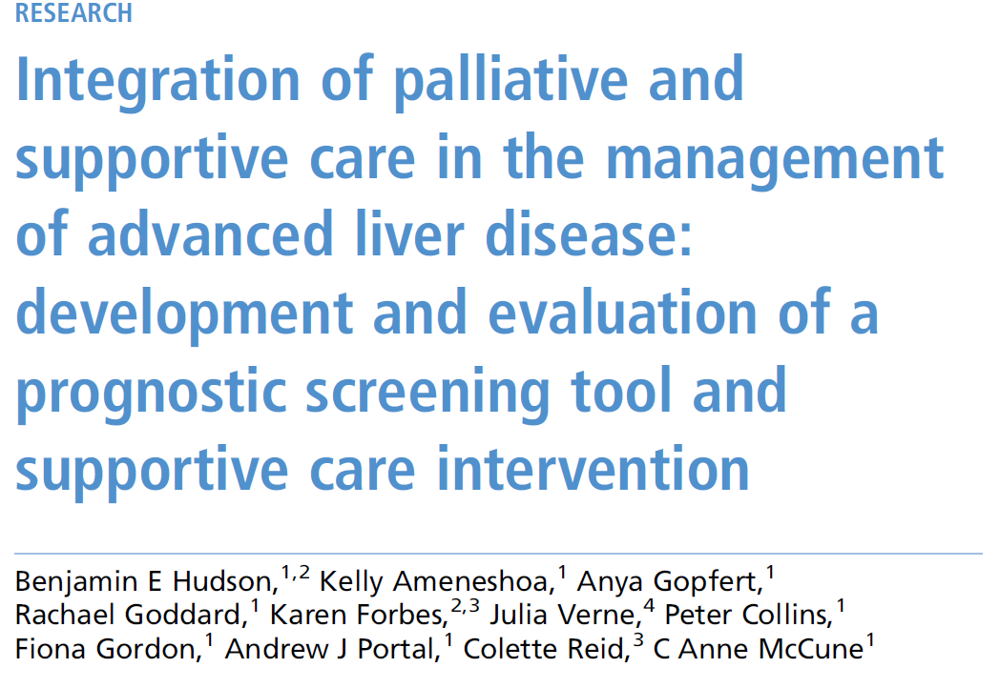 RESEARCH
Integration of palliative and
supportive care in the management
of advanced liver disease:
development and evaluation of a
prognostic screening tool and
supportive care intervention
Benjamin E Hudson,1,2 Kelly Ameneshoa,1 Anya Gopfert,1
Rachael Goddard,1 Karen Forbes,2,3 Julia Verne,4 Peter Collins,1
Fiona Gordon,1 Andrew J Portal,1 Colette Reid,3 C Anne McCune1